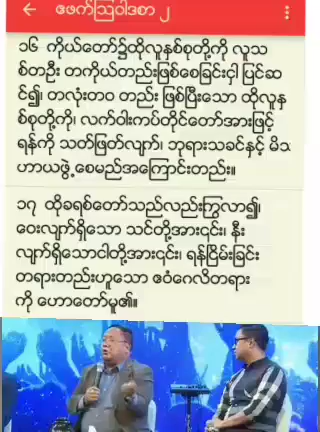 ဧဖက်ဩဝါဒစာ ၂
၁၆ ကိုယ်တော်၌ထိုလူနှစ်စုတို့ကို လူသ
စ်တဦး တကိုယ်တည်းဖြစ်စေခြင်းငှါ ပြင်ဆ
င်၍၊ တလုံးတဝ တည်း ဖြစ်ပြီးသော ထိုလူန
စ်စုတို့ကို၊ လက်ဝါးကပ်တိုင်တော်အားဖြင့်
ရန်ကို သတ်ဖြတ်လျက်၊ ဘုရားသခင်နှင့် မိသ
ဟာယဖွဲ့စေမည်အကြောင်းတည်း။
၁၇ ထိုခရစ်တော်သည်လည်းကြွလာ၍၊
ဝေးလျက်ရှိသော သင်တို့အား၎င်း၊ နီး
လျက်ရှိသောငါတို့အား၎င်း၊ ရန်ငြိမ်းခြင်း
တရားတည်းဟူသော ဧဝံဂေလိတရား
ကို ဟောတော်မူ၏။